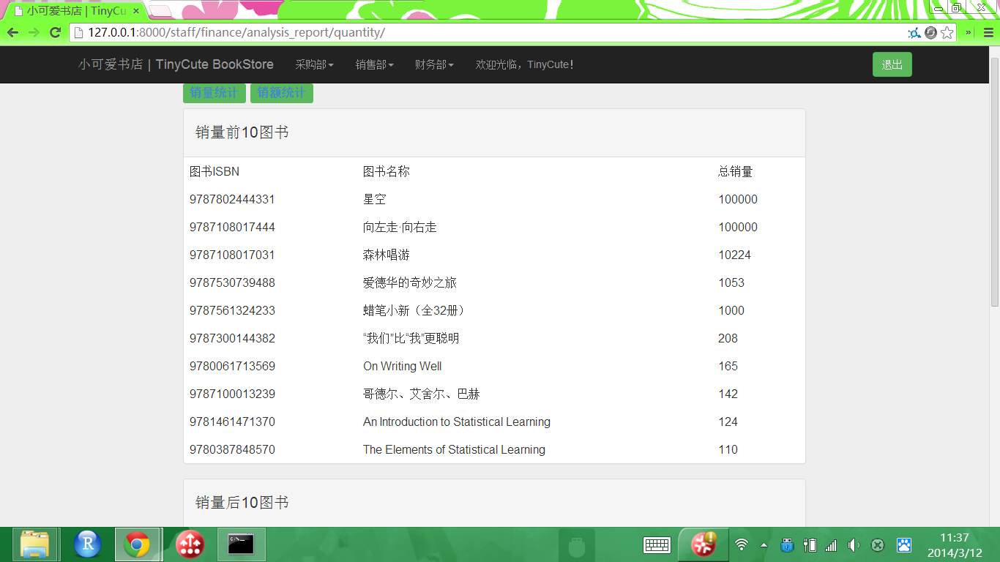 小可爱书店 | TinyCu
127.0.0.1:8000/staff/finance/analysis_report/quantity/
小可爱书店 | TinyCute BookStore 采购部 销售部 财务部 欢迎光临，TinyCute！ 退出
销量统计 销额统计
销量前10图书
图书ISBN 图书名称 总销量
9787802444331 星空 100000
9787108017444 向左走·向右走 100000
9787108017031 森林唱游 10224
9787530739488 爱德华的奇妙之旅 1053
9787561324233 蜡笔小新（全32册） 1000
9787300144382 “我们”比“我”更聪明 208
9780061713569 On Writing Well 165
9787100013239 哥德尔、艾舍尔、巴赫 142
9781461471370 An Introduction to Statistical Learning 124
9780387848570 The Elements of Statistical Learning 110
销量后10图书
11:37
2014/3/12